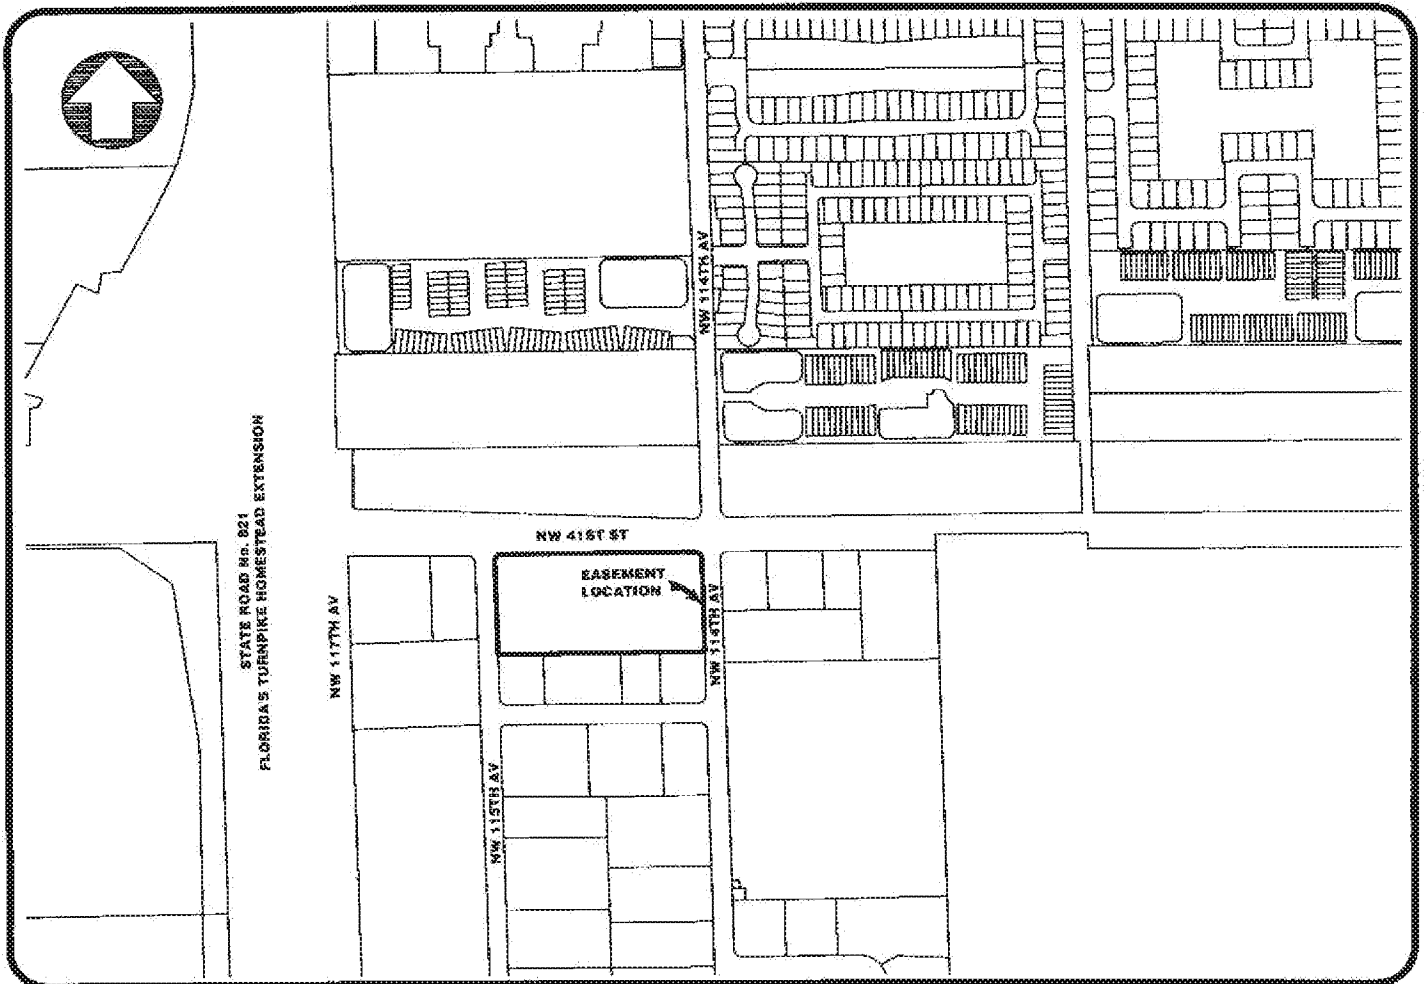 NW 114TH AV
STATE ROAD No. 821
FLORIDA'S TURNPIKE HOMESTEAD EXTENSION
NW 41ST ST
EASEMENT
LOCATION
NW 117TH AV
NW 114TH AV
NW 115TH AV